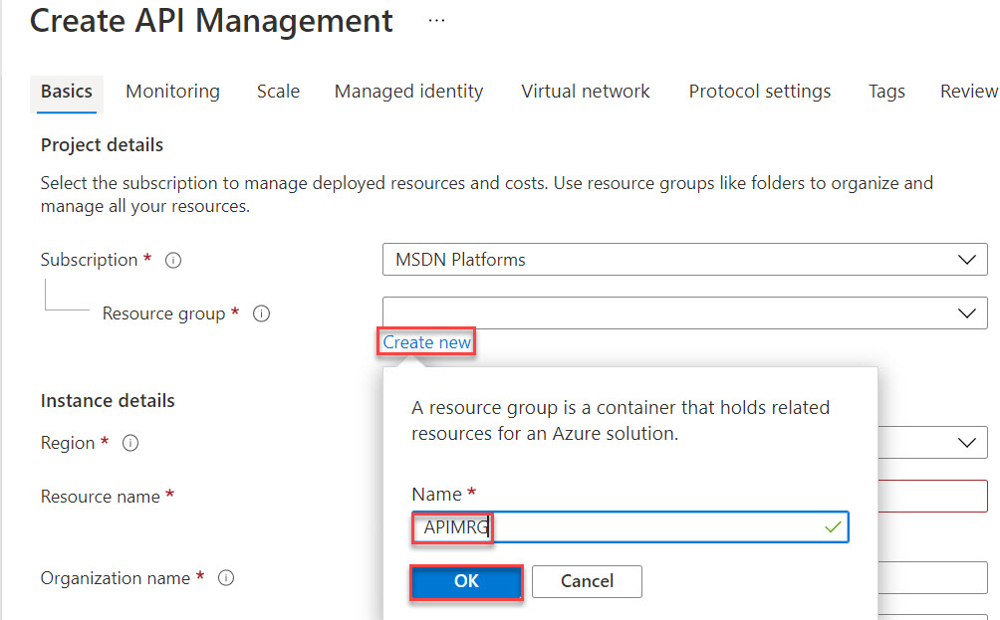 Create API Management ...
Basics Monitoring Scale Managed identity Virtual network Protocol settings Tags Review
Project details
Select the subscription to manage deployed resources and costs. Use resource groups like folders to organize and
manage all your resources.
Subscription *
MSDN Platforms
Resource group *
Create new
A resource group is a container that holds related
resources for an Azure solution.
Name *
APIMRG
OK Cancel
Instance details
Region *
Resource name *
Organization name *